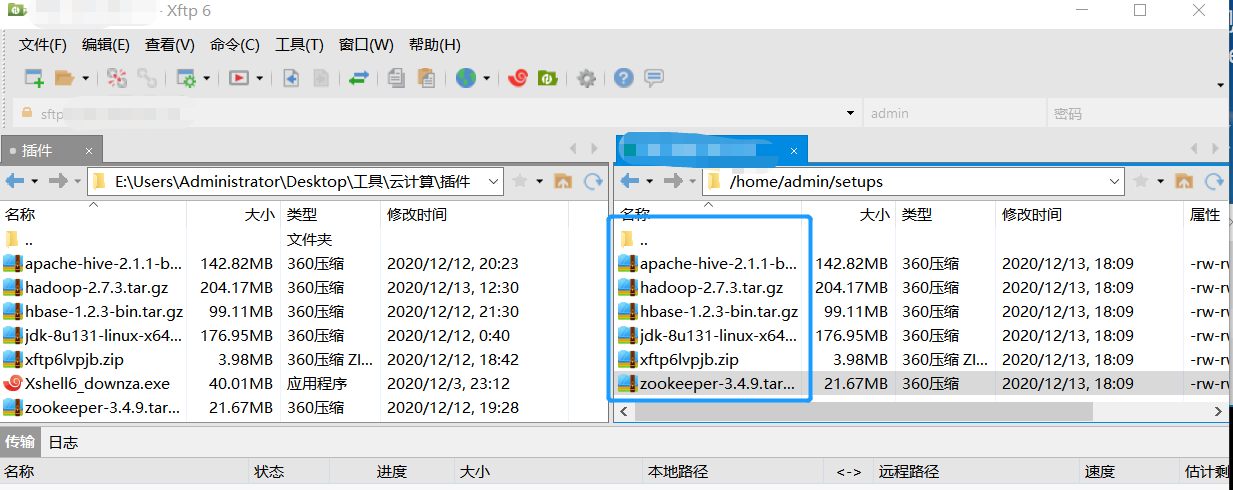 - Xftp 6
文件(F) 编辑(E) 查看(V) 命令(C) 工具(T) 窗口(W) 帮助(H)
sftp admin 密码
插件
E:\Users\Administrator\Desktop\工具\云计算\插件 /home/admin/setups
名称 大小 类型 修改时间 名称 大小 类型 修改时间 属性
.. 文件夹 ..
apache-hive-2.1.1-b... 142.82MB 360压缩 2020/12/12, 20:23 apache-hive-2.1.1-b... 142.82MB 360压缩 2020/12/13, 18:09 -rw-rw
hadoop-2.7.3.tar.gz 204.17MB 360压缩 2020/12/13, 12:30 hadoop-2.7.3.tar.gz 204.17MB 360压缩 2020/12/13, 18:09 -rw-rw
hbase-1.2.3-bin.tar.gz 99.11MB 360压缩 2020/12/12, 21:30 hbase-1.2.3-bin.tar.gz 99.11MB 360压缩 2020/12/13, 18:09 -rw-rw
jdk-8u131-linux-x64... 176.95MB 360压缩 2020/12/12, 0:40 jdk-8u131-linux-x64... 176.95MB 360压缩 2020/12/13, 18:09 -rw-rw
xftp6lvpjb.zip 3.98MB 360压缩 ZI... 2020/12/12, 18:42 xftp6lvpjb.zip 3.98MB 360压缩 ZI... 2020/12/13, 18:09 -rw-rw
Xshell6_downza.exe 40.01MB 应用程序 2020/12/3, 23:12 zookeeper-3.4.9.tar... 21.67MB 360压缩 2020/12/13, 18:09 -rw-rw
zookeeper-3.4.9.tar... 21.67MB 360压缩 2020/12/12, 19:28
传输 日志
名称 状态 进度 大小 本地路径 <-> 远程路径 速度 估计剩